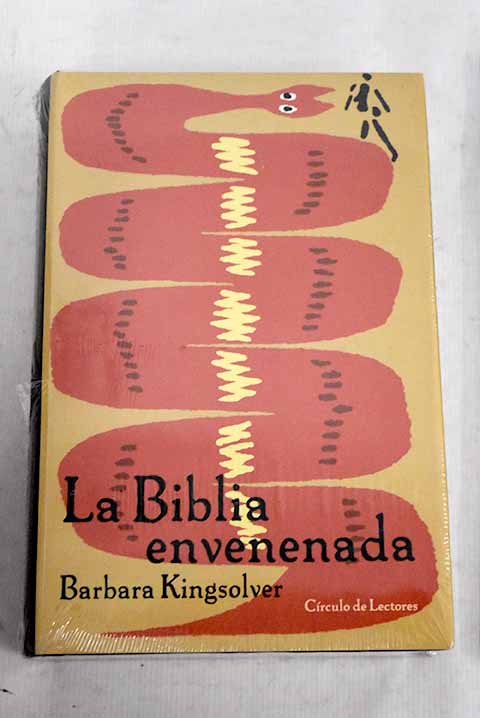 La Biblia
envenenada
Barbara Kingsolver
Círculo de Lectores